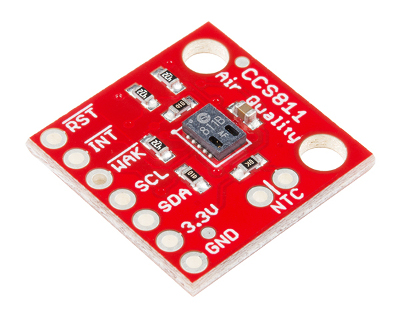 CCS811
Air Quality
RST
INT
WAK
SCL
SDA
3.3V
GND
NTC